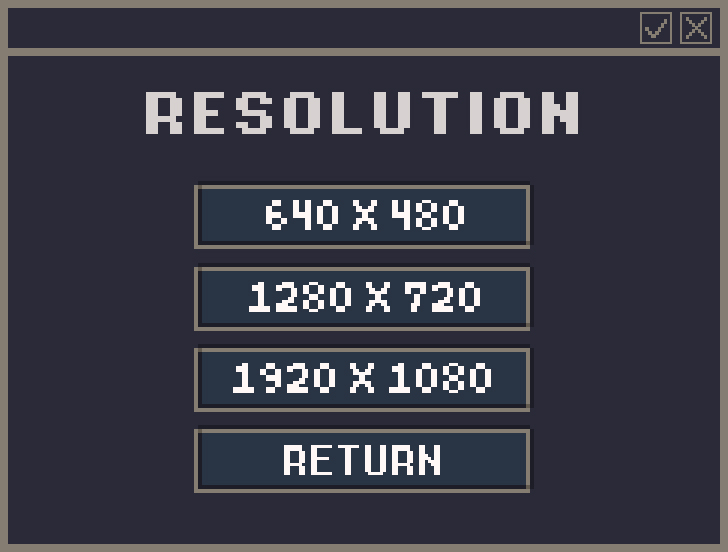 RESOLUTION
640 X 480
1280 X 720
1920 X 1080
RETURN